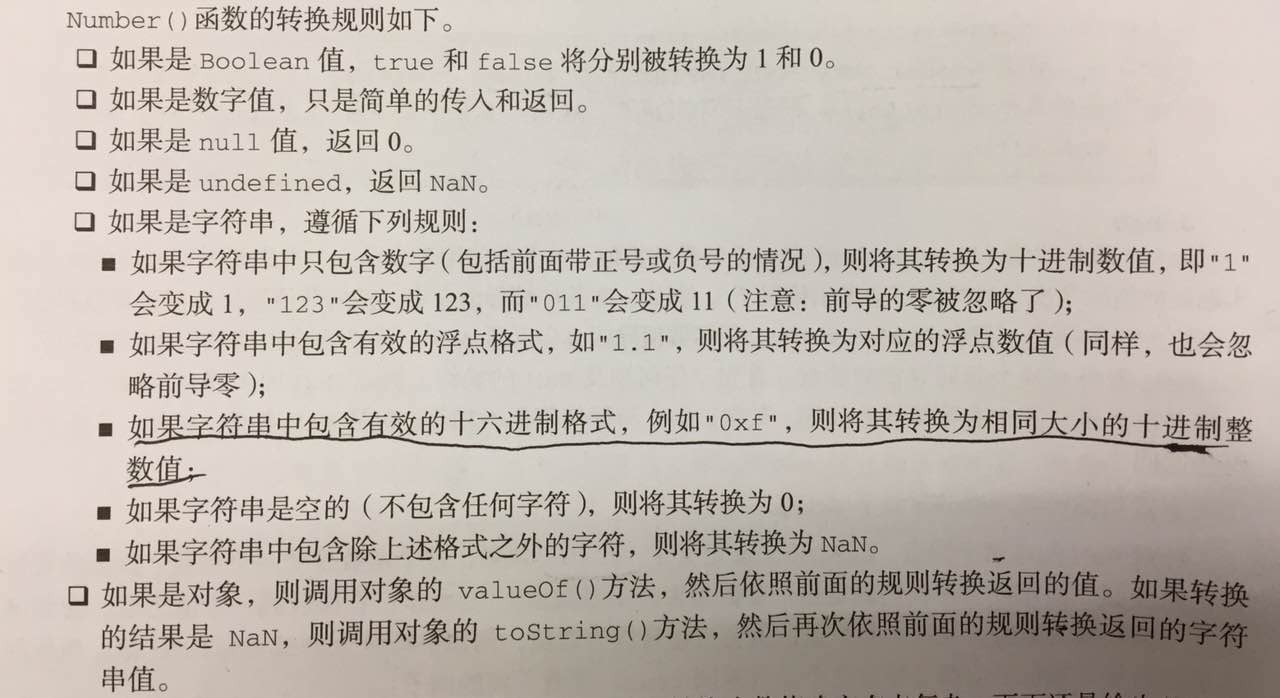 Number()函数的转换规则如下。
❑ 如果是 Boolean 值，true 和 false 将分别被转换为 1 和 0。
❑ 如果是数字值，只是简单的传入和返回。
❑ 如果是 null 值，返回 0。
❑ 如果是 undefined，返回 NaN。
❑ 如果是字符串，遵循下列规则：
■ 如果字符串中只包含数字（包括前面带正号或负号的情况），则将其转换为十进制数值，即"1"
会变成 1，"123"会变成 123，而"011"会变成 11（注意：前导的零被忽略了）；
■ 如果字符串中包含有效的浮点格式，如"1.1"，则将其转换为对应的浮点数值（同样，也会忽
略前导零）；
■ 如果字符串中包含有效的十六进制格式，例如"0xf"，则将其转换为相同大小的十进制整
数值；
■ 如果字符串是空的（不包含任何字符），则将其转换为 0；
■ 如果字符串中包含除上述格式之外的字符，则将其转换为 NaN。
❑ 如果是对象，则调用对象的 valueOf()方法，然后依照前面的规则转换返回的值。如果转换
的结果是 NaN，则调用对象的 toString()方法，然后再次依照前面的规则转换返回的字符
串值。